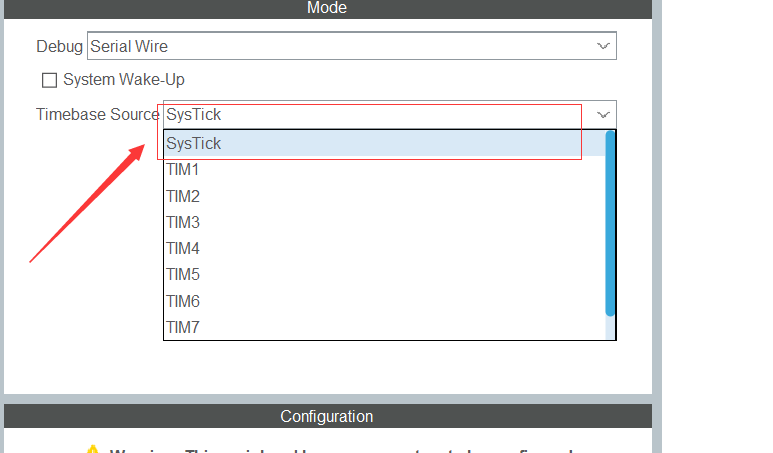 Mode
Debug Serial Wire
System Wake-Up
Timebase Source SysTick
SysTick
TIM1
TIM2
TIM3
TIM4
TIM5
TIM6
TIM7
Configuration